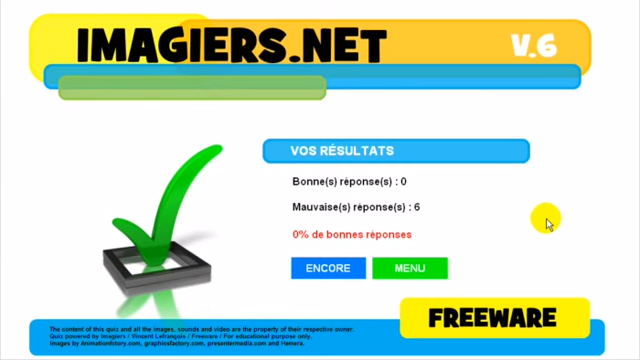 IMAGIERS.NET
V.6
VOS RÉSULTATS
Bonne(s) réponse(s) : 0
Mauvaise(s) réponse(s) : 6
0% de bonnes réponses
ENCORE
MENU
FREEWARE
The content of this quiz and all the images, sounds and video are the property of their respective owner.
Quiz powered by Imagiers / Vincent Lefrançois / Freeware / For educational purpose only.
Images by Animationfctory.com, graphicsfactory.com, presentermedia.com and Hemera.